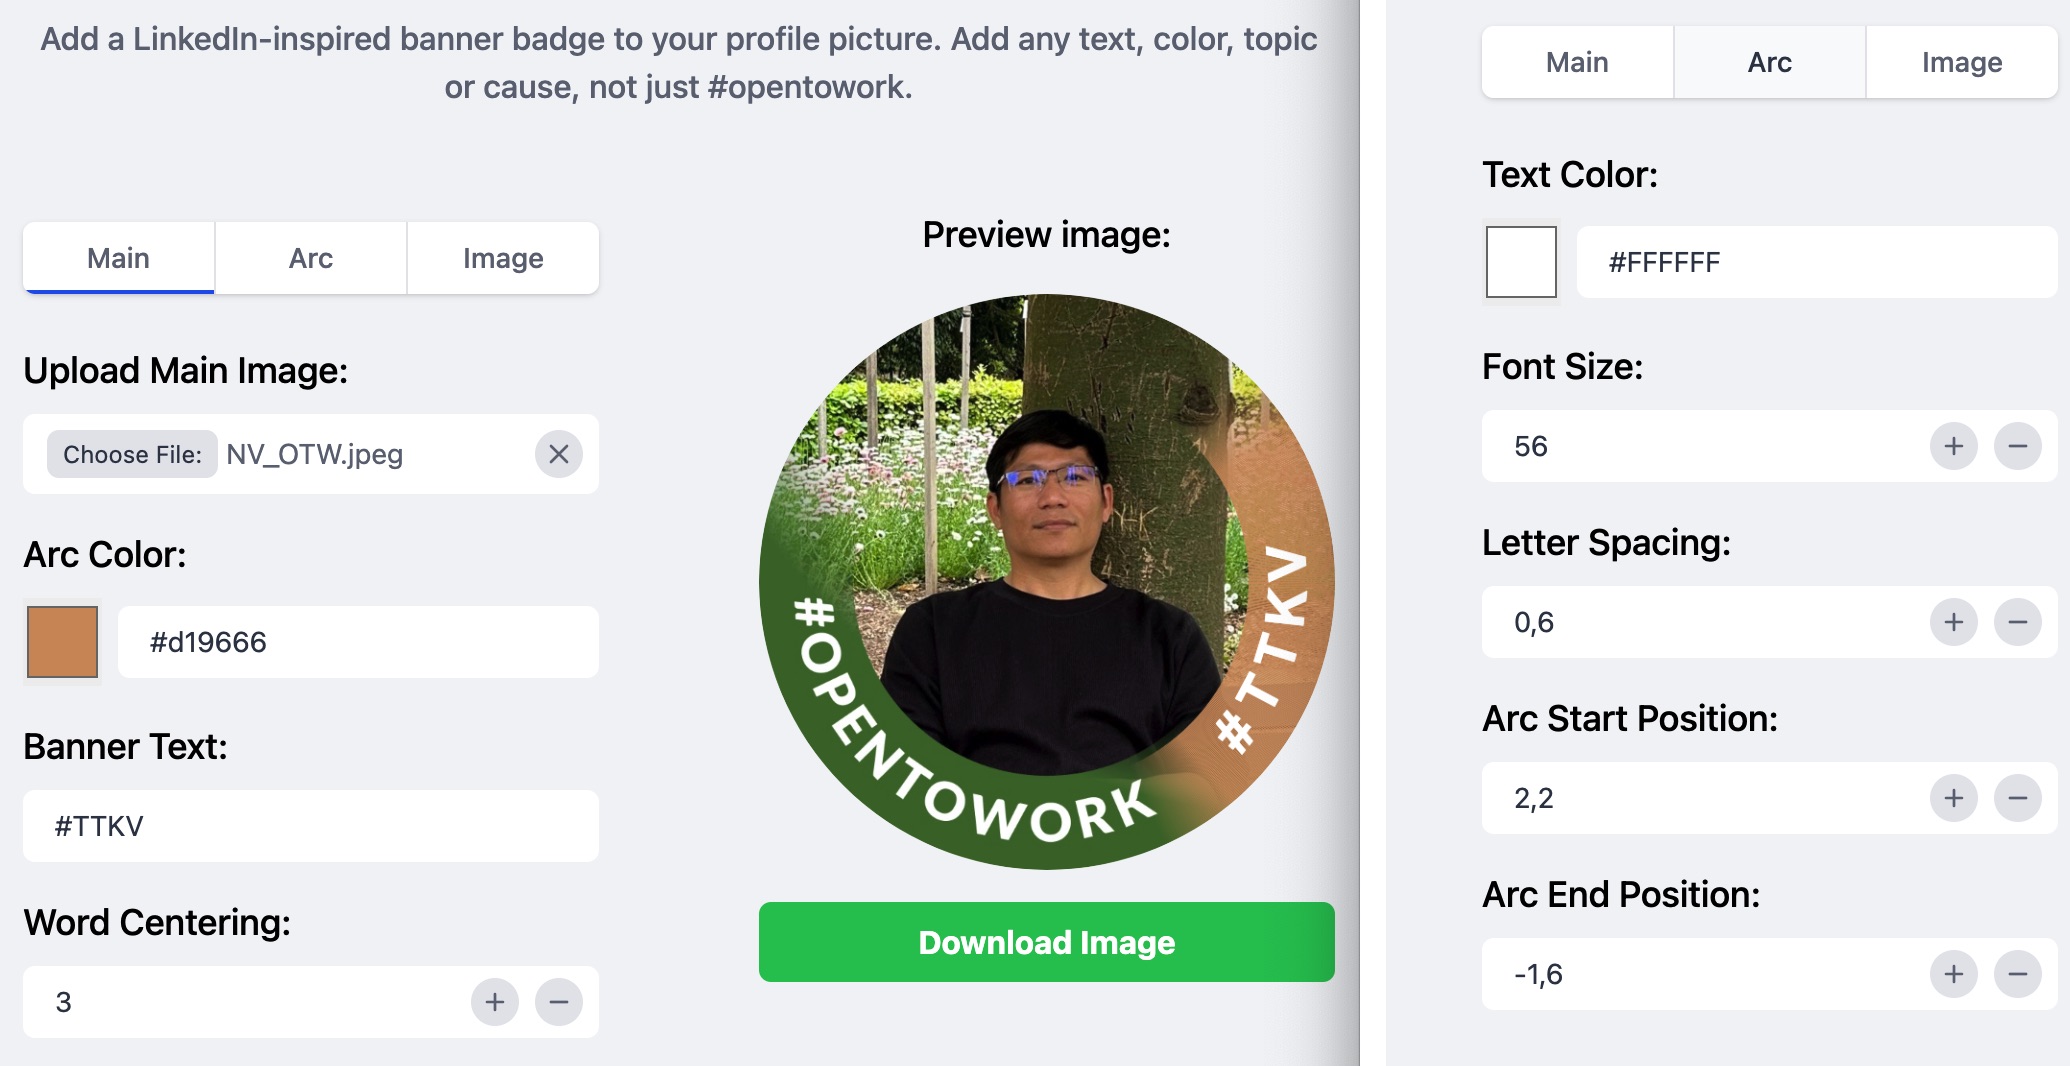 Add a LinkedIn-inspired banner badge to your profile picture. Add any text, color, topic
or cause, not just #opentowork.
Main
Arc
Image
Upload Main Image:
Choose File: NV_OTW.jpeg
Arc Color:
#d19666
Banner Text:
#TTKV
Word Centering:
3
Preview image:
#OPENTOWORK
#TTKV
Download Image
Main
Arc
Image
Text Color:
#FFFFFF
Font Size:
56
Letter Spacing:
0,6
Arc Start Position:
2,2
Arc End Position:
-1,6